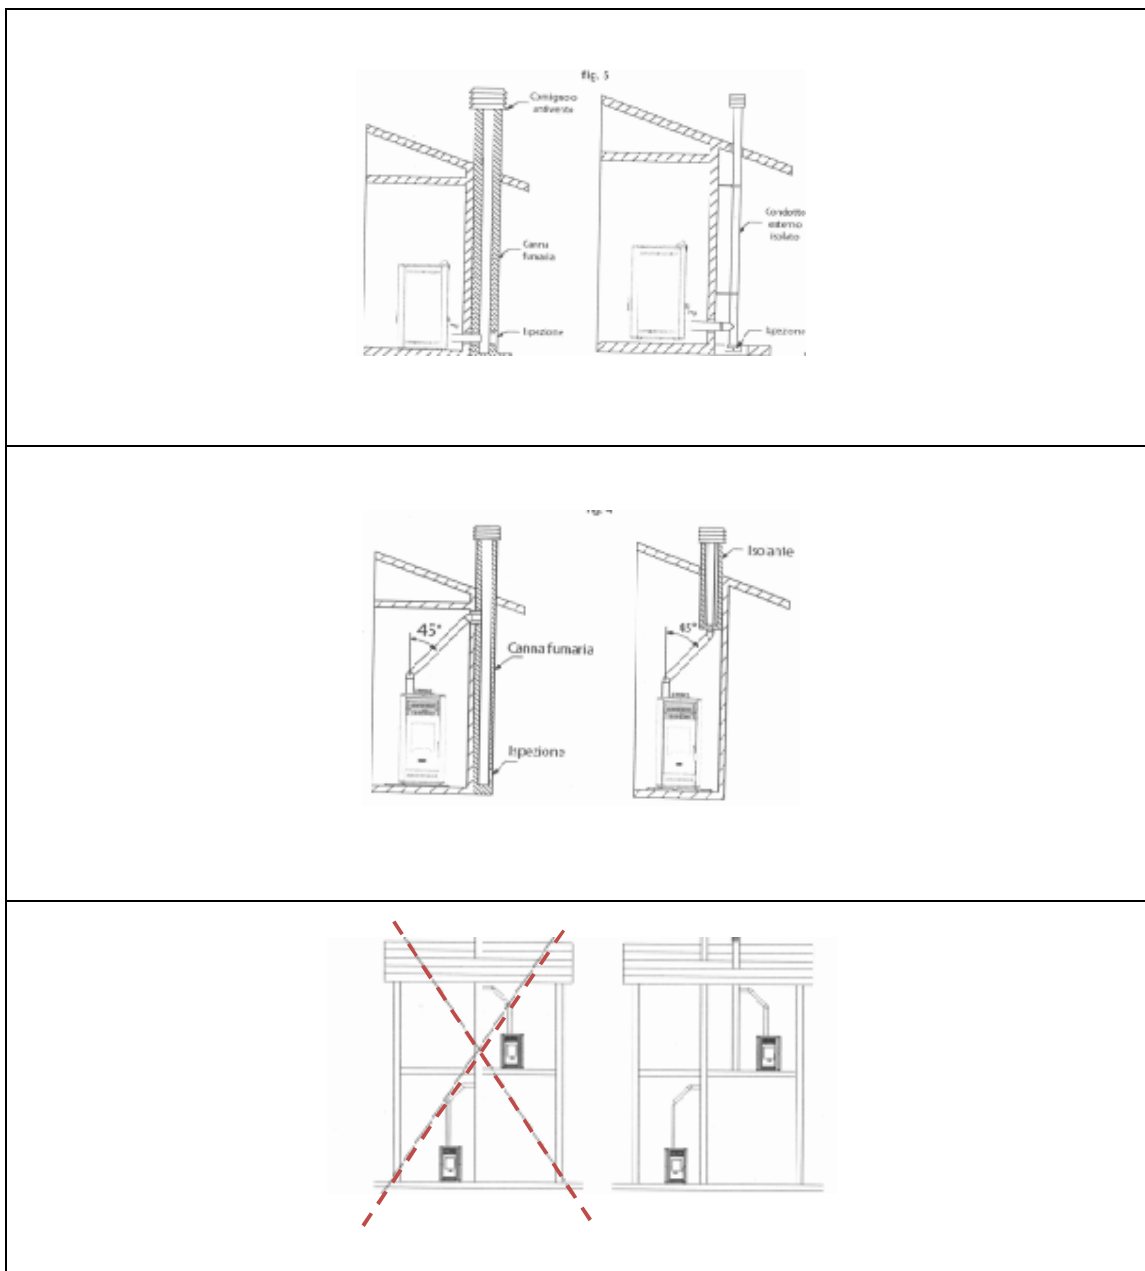 fig. 5
Comignolo
antivento
Canna
fumaria
Ispezione
Condotto
esterno
isolato
Ispezione
45°
Canna fumaria
Ispezione
Isolante
45°